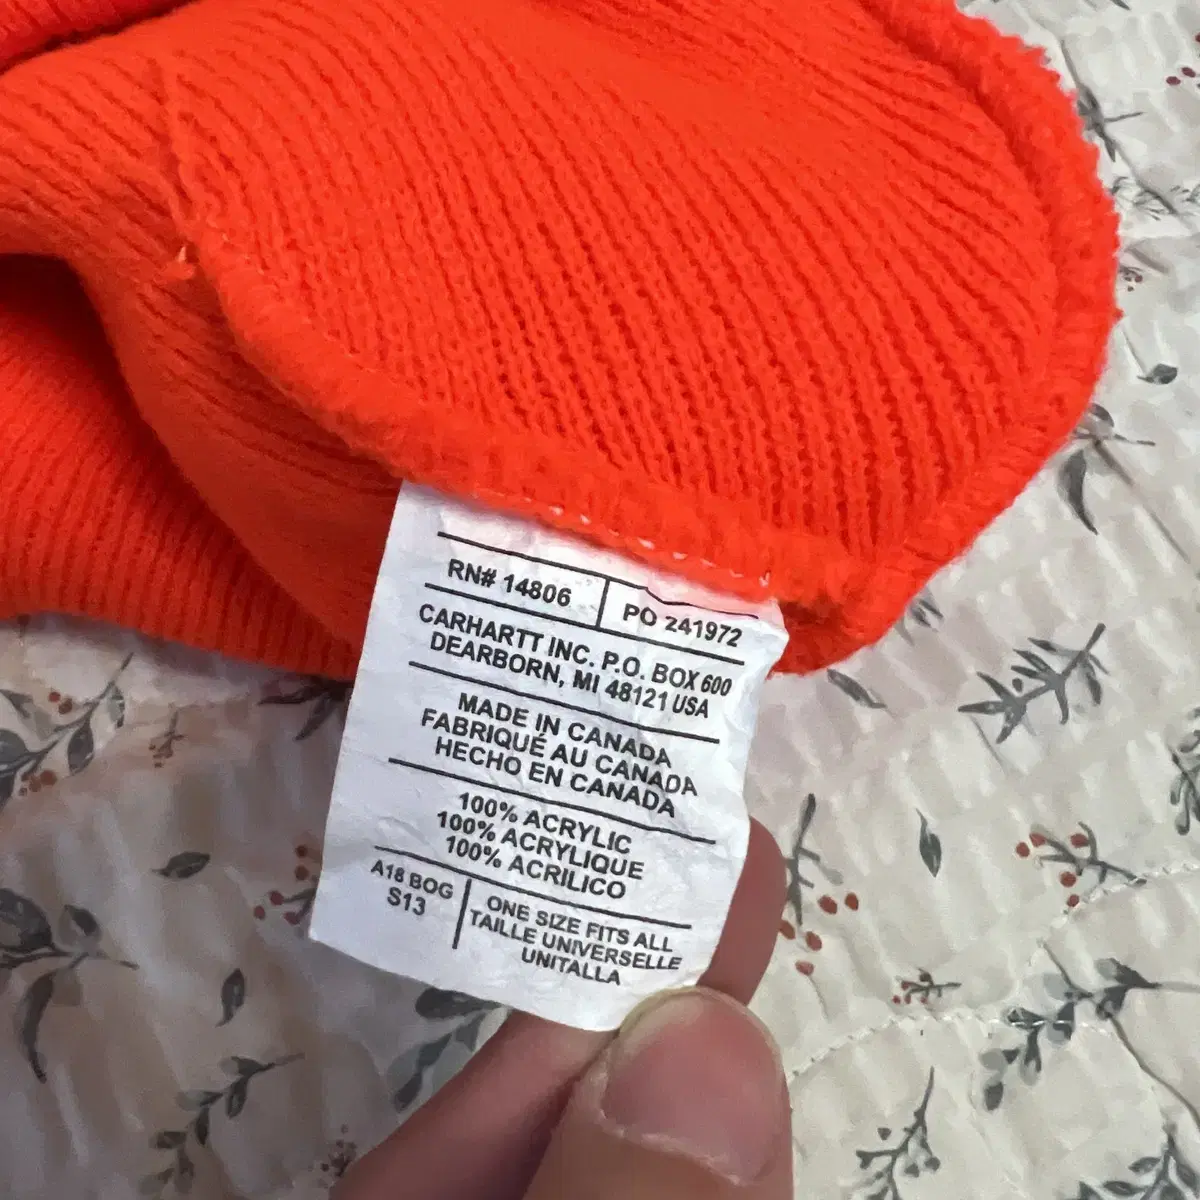 RN# 14806
PO 241972
CARHARTT INC. P.O. BOX 600
DEARBORN, MI 48121 USA
MADE IN CANADA
FABRIQUÉ AU CANADA
HECHO EN CANADA
100% ACRYLIC
100% ACRYLIQUE
100% ACRILICO
A18 BOG
S13
ONE SIZE FITS ALL
TAILLE UNIVERSELLE
UNITALLA